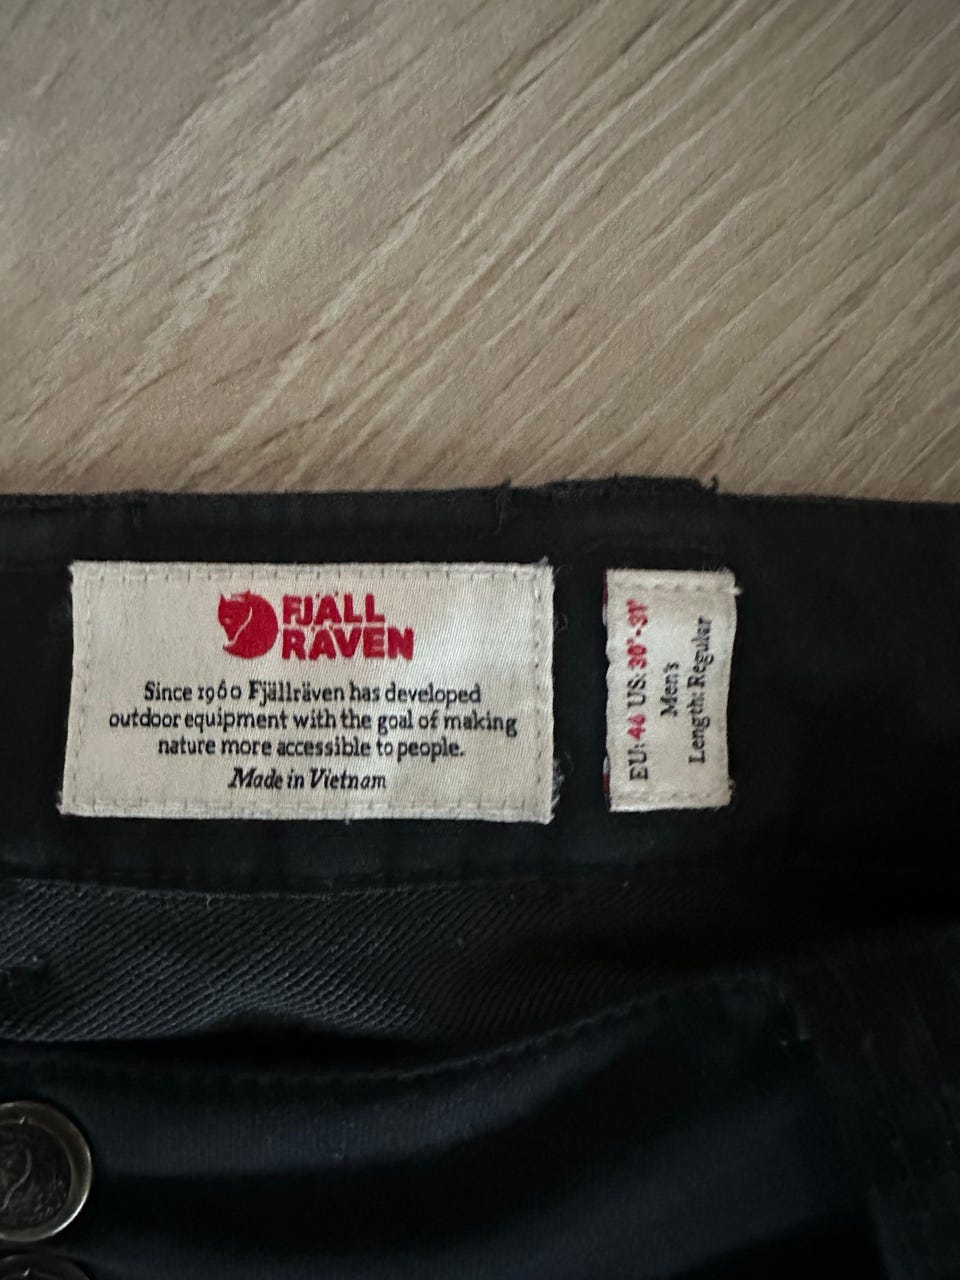 FJÄLL
RÄVEN
Since 1960 Fjällräven has developed
outdoor equipment with the goal of making
nature more accessible to people.
Made in Vietnam
EU: 46 US: 30"-31"
Men's
Length: Regular